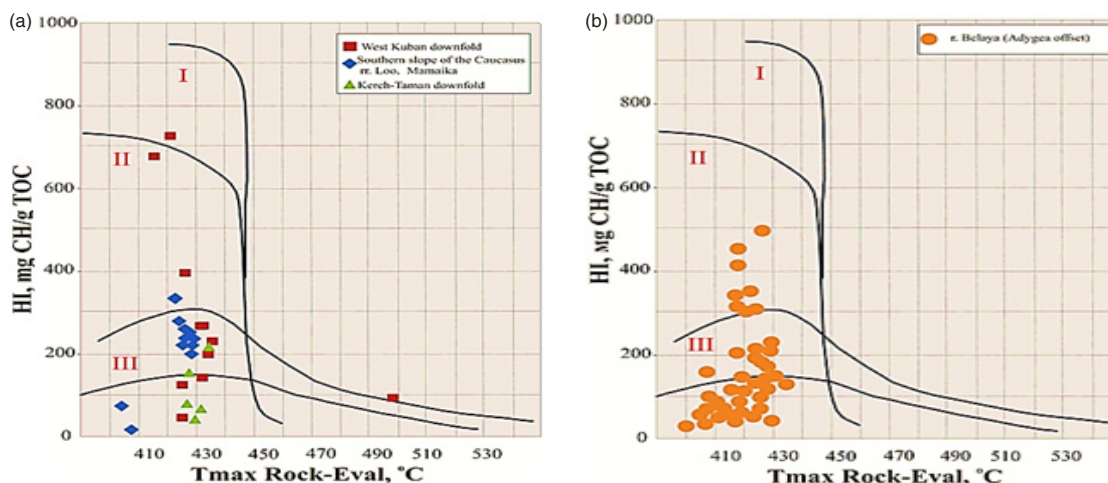 (a)
1000
800
600
400
200
0
HI, mg CH/g TOC
I
II
III
West Kuban downfold
Southern slope of the Caucasus
rr. Loo, Mamaika
Kerch-Taman downfold
410 430 450 470 490 510 530
Tmax Rock-Eval, °C
(b)
1000
800
600
400
200
0
HI, мg CH/g TOC
I
II
III
Belaya (Adygea offset)
410 430 450 470 490 510 530
Tmax Rock-Eval, °C